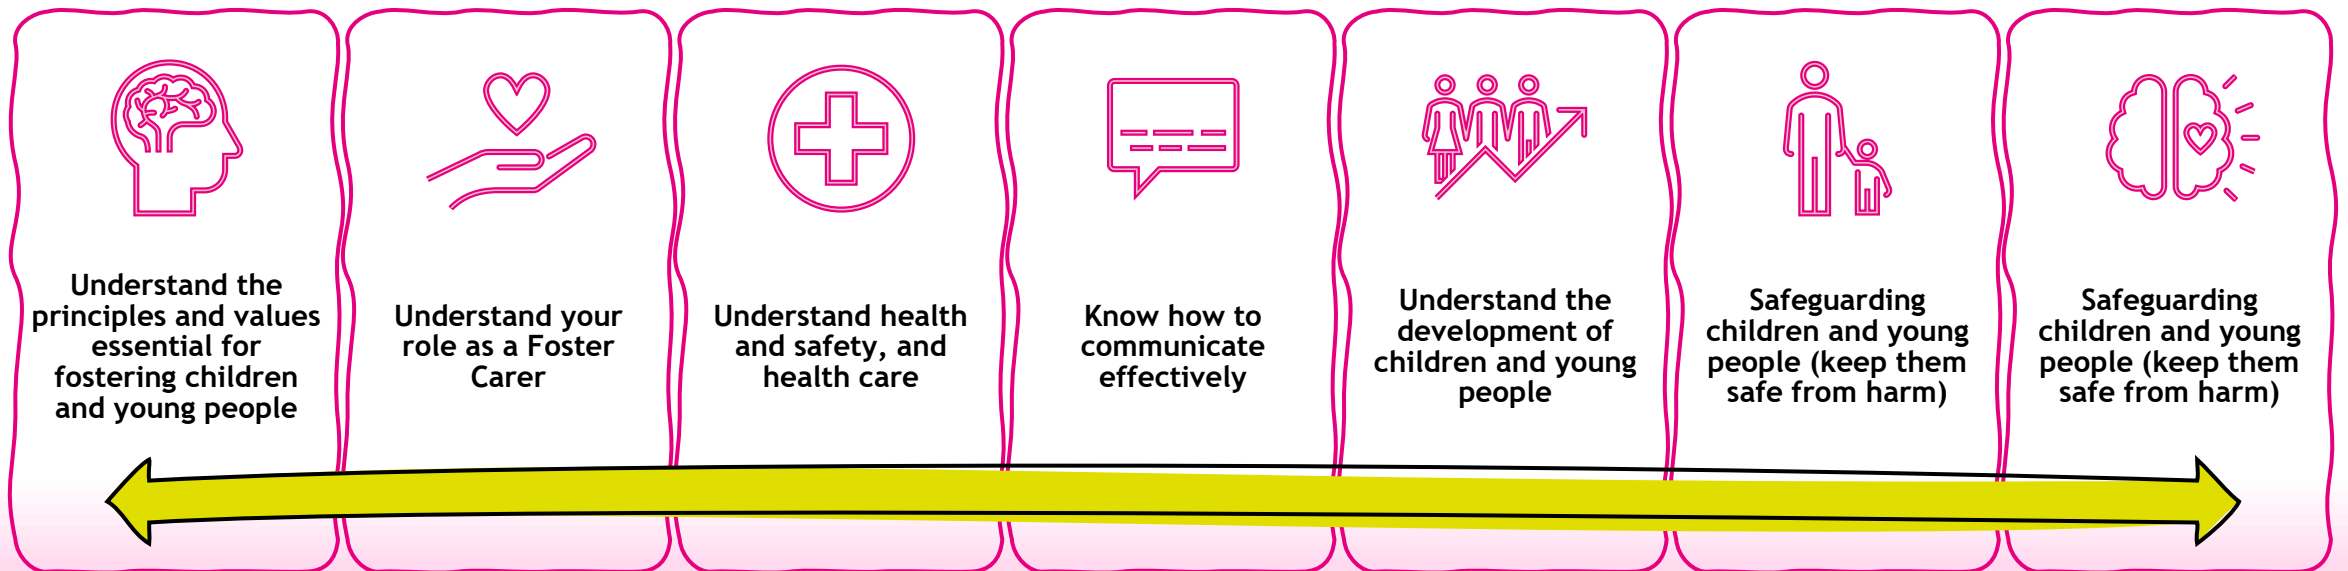 Understand the
principles and values
essential for
fostering children
and young people
Understand your
role as a Foster
Carer
Understand health
and safety, and
health care
Know how to
communicate
effectively
Understand the
development of
children and young
people
Safeguarding
children and young
people (keep them
safe from harm)
Safeguarding
children and young
people (keep them
safe from harm)